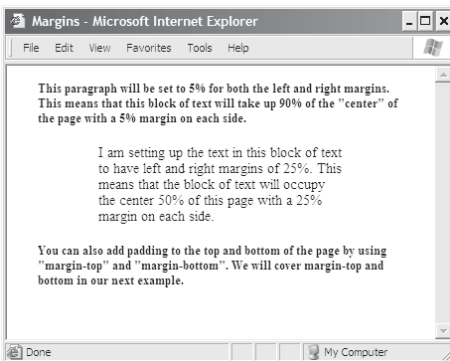 Margins - Microsoft Internet Explorer
File Edit View Favorites Tools Help
This paragraph will be set to 5% for both the left and right margins.
This means that this block of text will take up 90% of the "center" of
the page with a 5% margin on each side.
I am setting up the text in this block of text
to have left and right margins of 25%. This
means that the block of text will occupy
the center 50% of this page with a 25%
margin on each side.
You can also add padding to the top and bottom of the page by using
"margin-top" and "margin-bottom". We will cover margin-top and
bottom in our next example.
Done My Computer